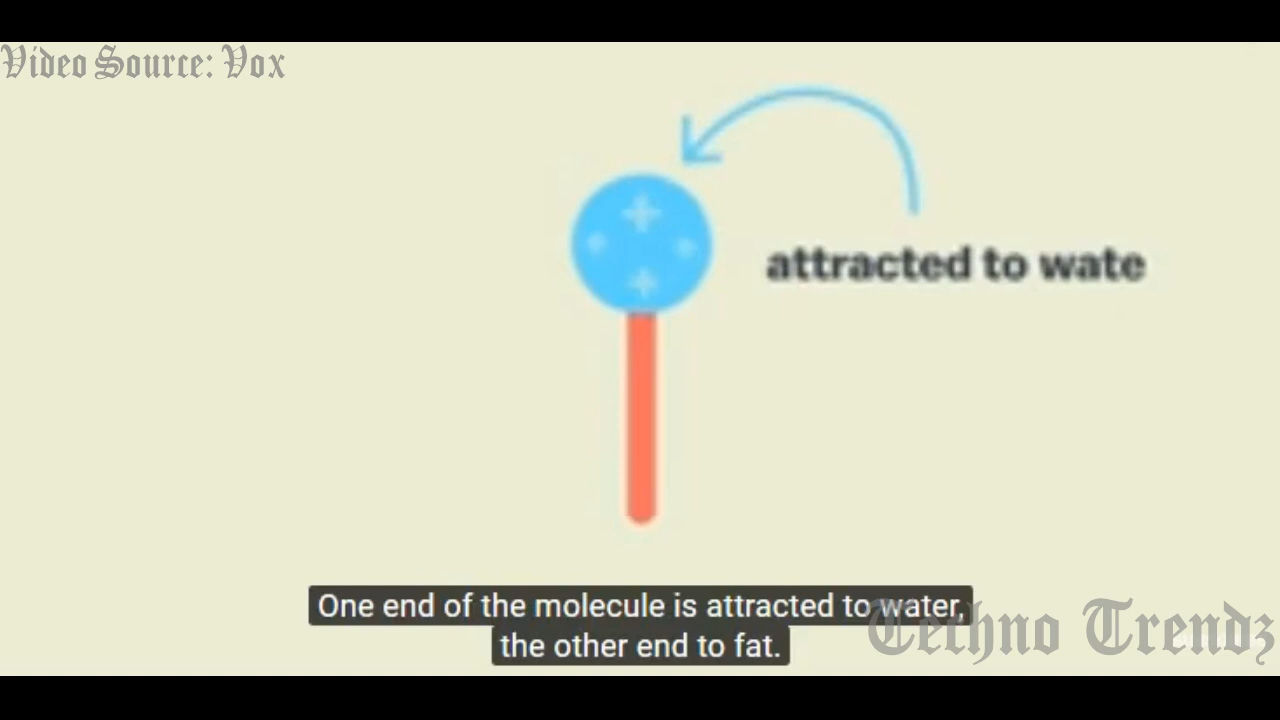 Video Source: Vox
attracted to wate
One end of the molecule is attracted to water,
the other end to fat.
Techno Trendz